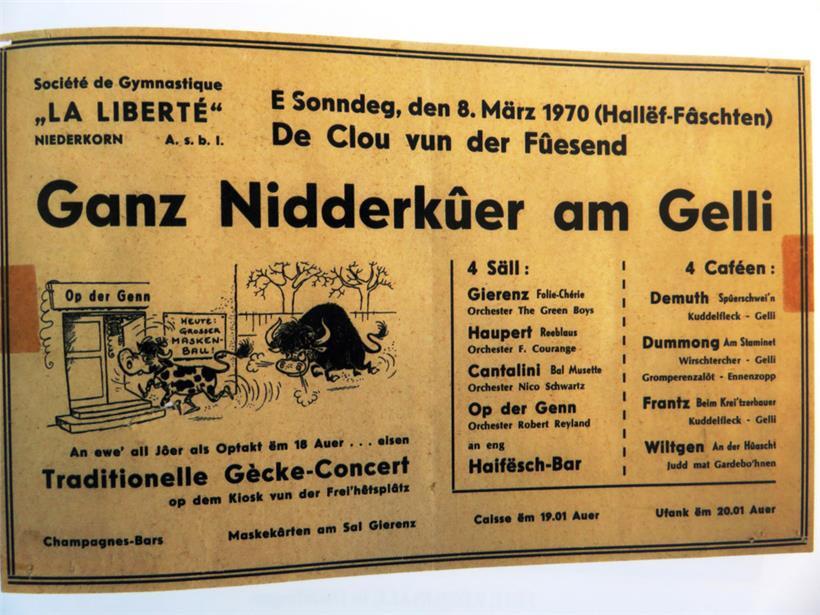 Société de Gymnastique
„LA LIBERTÉ“
NIEDERKORN A. s. b. l.
E Sonndeg, den 8. März 1970 (Hallëf-Fâschten)
De Clou vun der Fûesend
Ganz Nidderkûer am Gelli
Op der Genn
HEUTE:
GROSSER
MASKEN-
BALL!
An ewe' all Jôer als Optakt ëm 18 Auer . . . eisen
Traditionelle Gècke-Concert
op dem Kiosk vun der Frei'hêtsplâtz
4 Säll :
Gierenz Folie-Chérie
Orchester The Green Boys
Haupert Reeblaus
Orchester F. Courange
Cantalini Bal Musette
Orchester Nico Schwartz
Op der Genn
Orchester Robert Reyland
an eng
Haifësch-Bar
4 Caféen :
Demuth Spûerschwei'n
Kuddelfleck - Gelli
Dummong Am Staminet
Wirschtercher - Gelli
Gromperenzalôt - Ennenzopp
Frantz Beim Krei'tzerbauer
Kuddelfleck - Gelli
Wiltgen An der Hûascht
Judd mat Gardebo'hnen
Champagnes-Bars
Maskekârten am Sal Gierenz
Caisse ëm 19.01 Auer
Ufank ëm 20.01 Auer